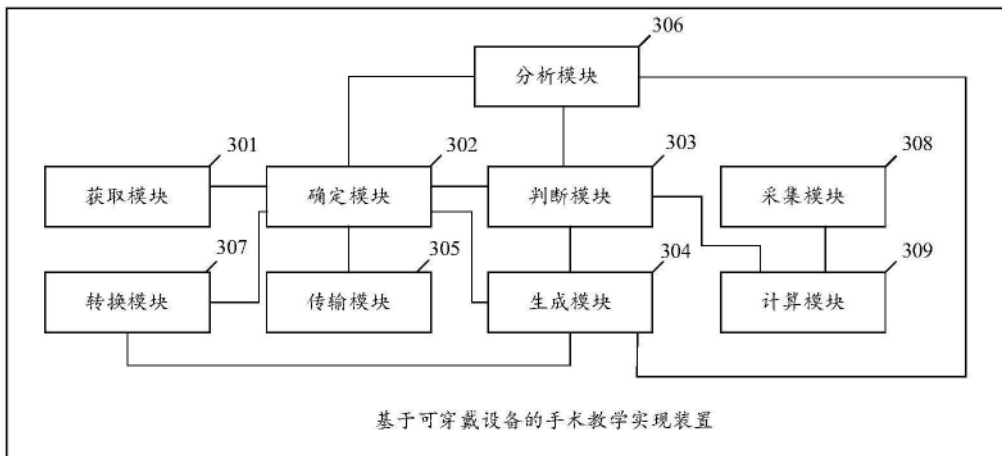 306
分析模块
301
302
303
308
获取模块
确定模块
判断模块
采集模块
307
305
304
309
转换模块
传输模块
生成模块
计算模块
基于可穿戴设备的手术教学实现装置